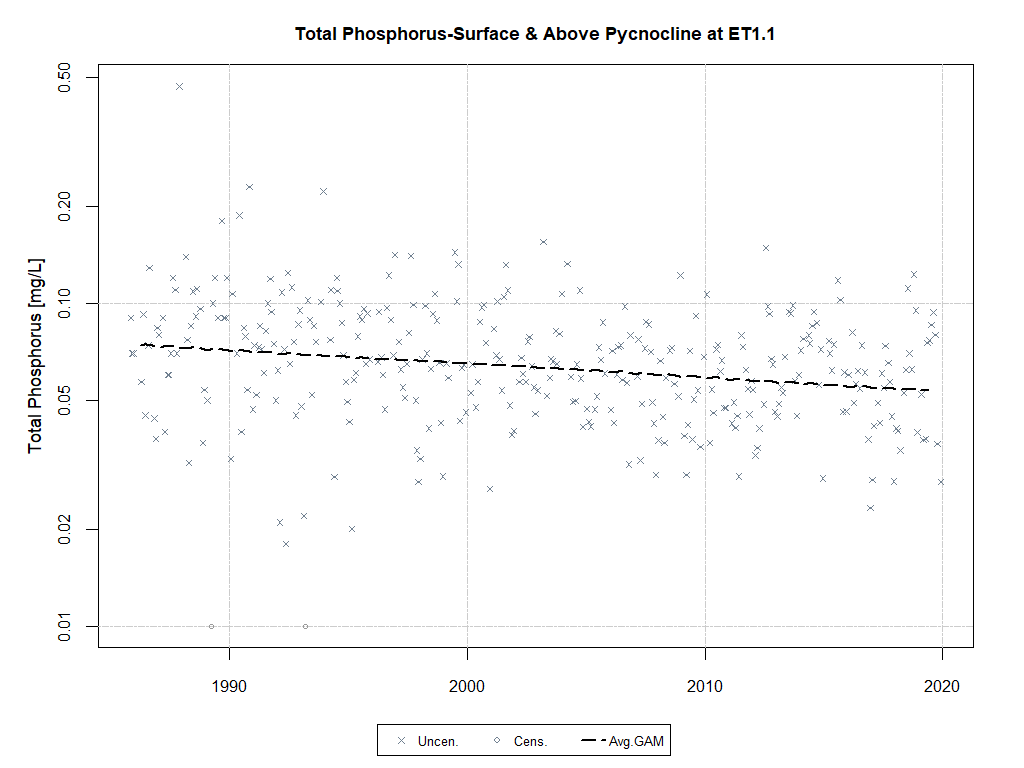 Total Phosphorus-Surface & Above Pycnocline at ET1.1
Total Phosphorus [mg/L]
0.50
0.20
0.10
0.05
0.02
0.01
1990 2000 2010 2020
Uncen. Cens. Avg.GAM